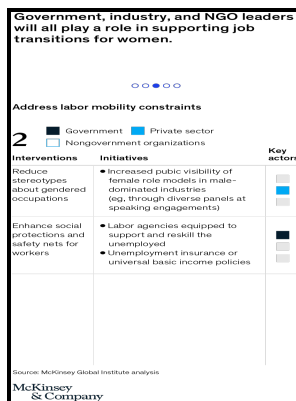 Government, industry, and NGO leaders
will all play a role in supporting job
transitions for women.
Address labor mobility constraints
2
Government
Private sector
Nongovernment organizations
Interventions
Initiatives
Key
actors
Reduce
stereotypes
about gendered
occupations
• Increased pubic visibility of
female role models in male-
dominated industries
(eg, through diverse panels at
speaking engagements)
Enhance social
protections and
safety nets for
workers
• Labor agencies equipped to
support and reskill the
unemployed
• Unemployment insurance or
universal basic income policies
Source: McKinsey Global Institute analysis
McKinsey
& Company